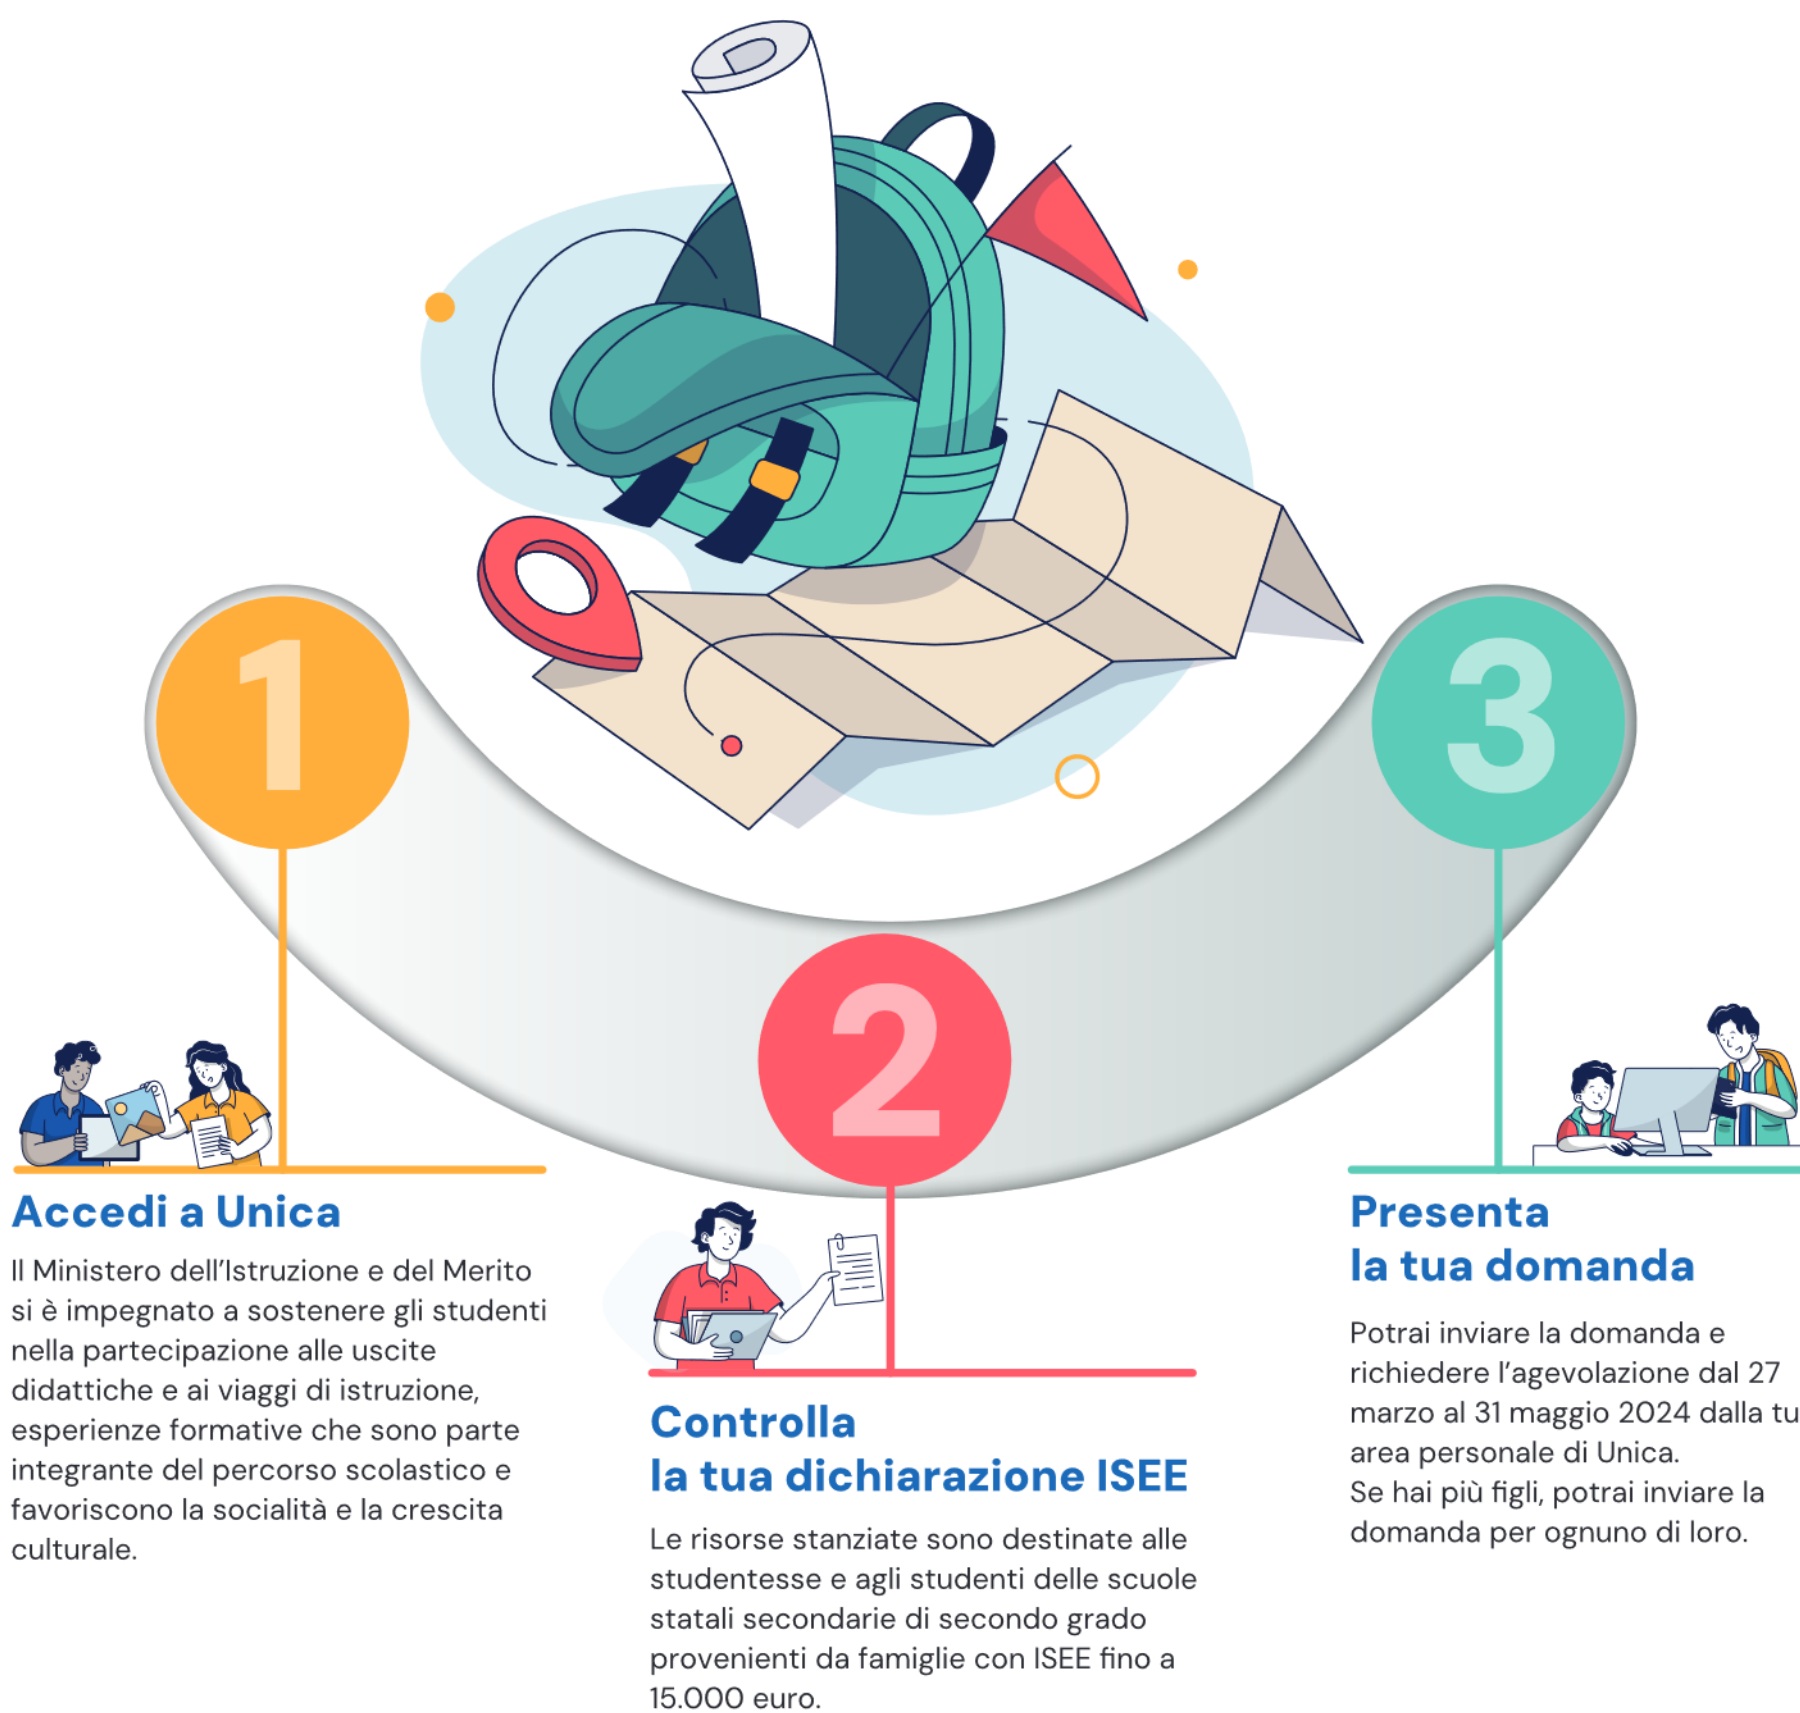 1
Accedi a Unica
Il Ministero dell'Istruzione e del Merito
si è impegnato a sostenere gli studenti
nella partecipazione alle uscite
didattiche e ai viaggi di istruzione,
esperienze formative che sono parte
integrante del percorso scolastico e
favoriscono la socialità e la crescita
culturale.
2
Controlla
la tua dichiarazione ISEE
Le risorse stanziate sono destinate alle
studentesse e agli studenti delle scuole
statali secondarie di secondo grado
provenienti da famiglie con ISEE fino a
15.000 euro.
3
Presenta
la tua domanda
Potrai inviare la domanda e
richiedere l'agevolazione dal 27
marzo al 31 maggio 2024 dalla tu
area personale di Unica.
Se hai più figli, potrai inviare la
domanda per ognuno di loro.